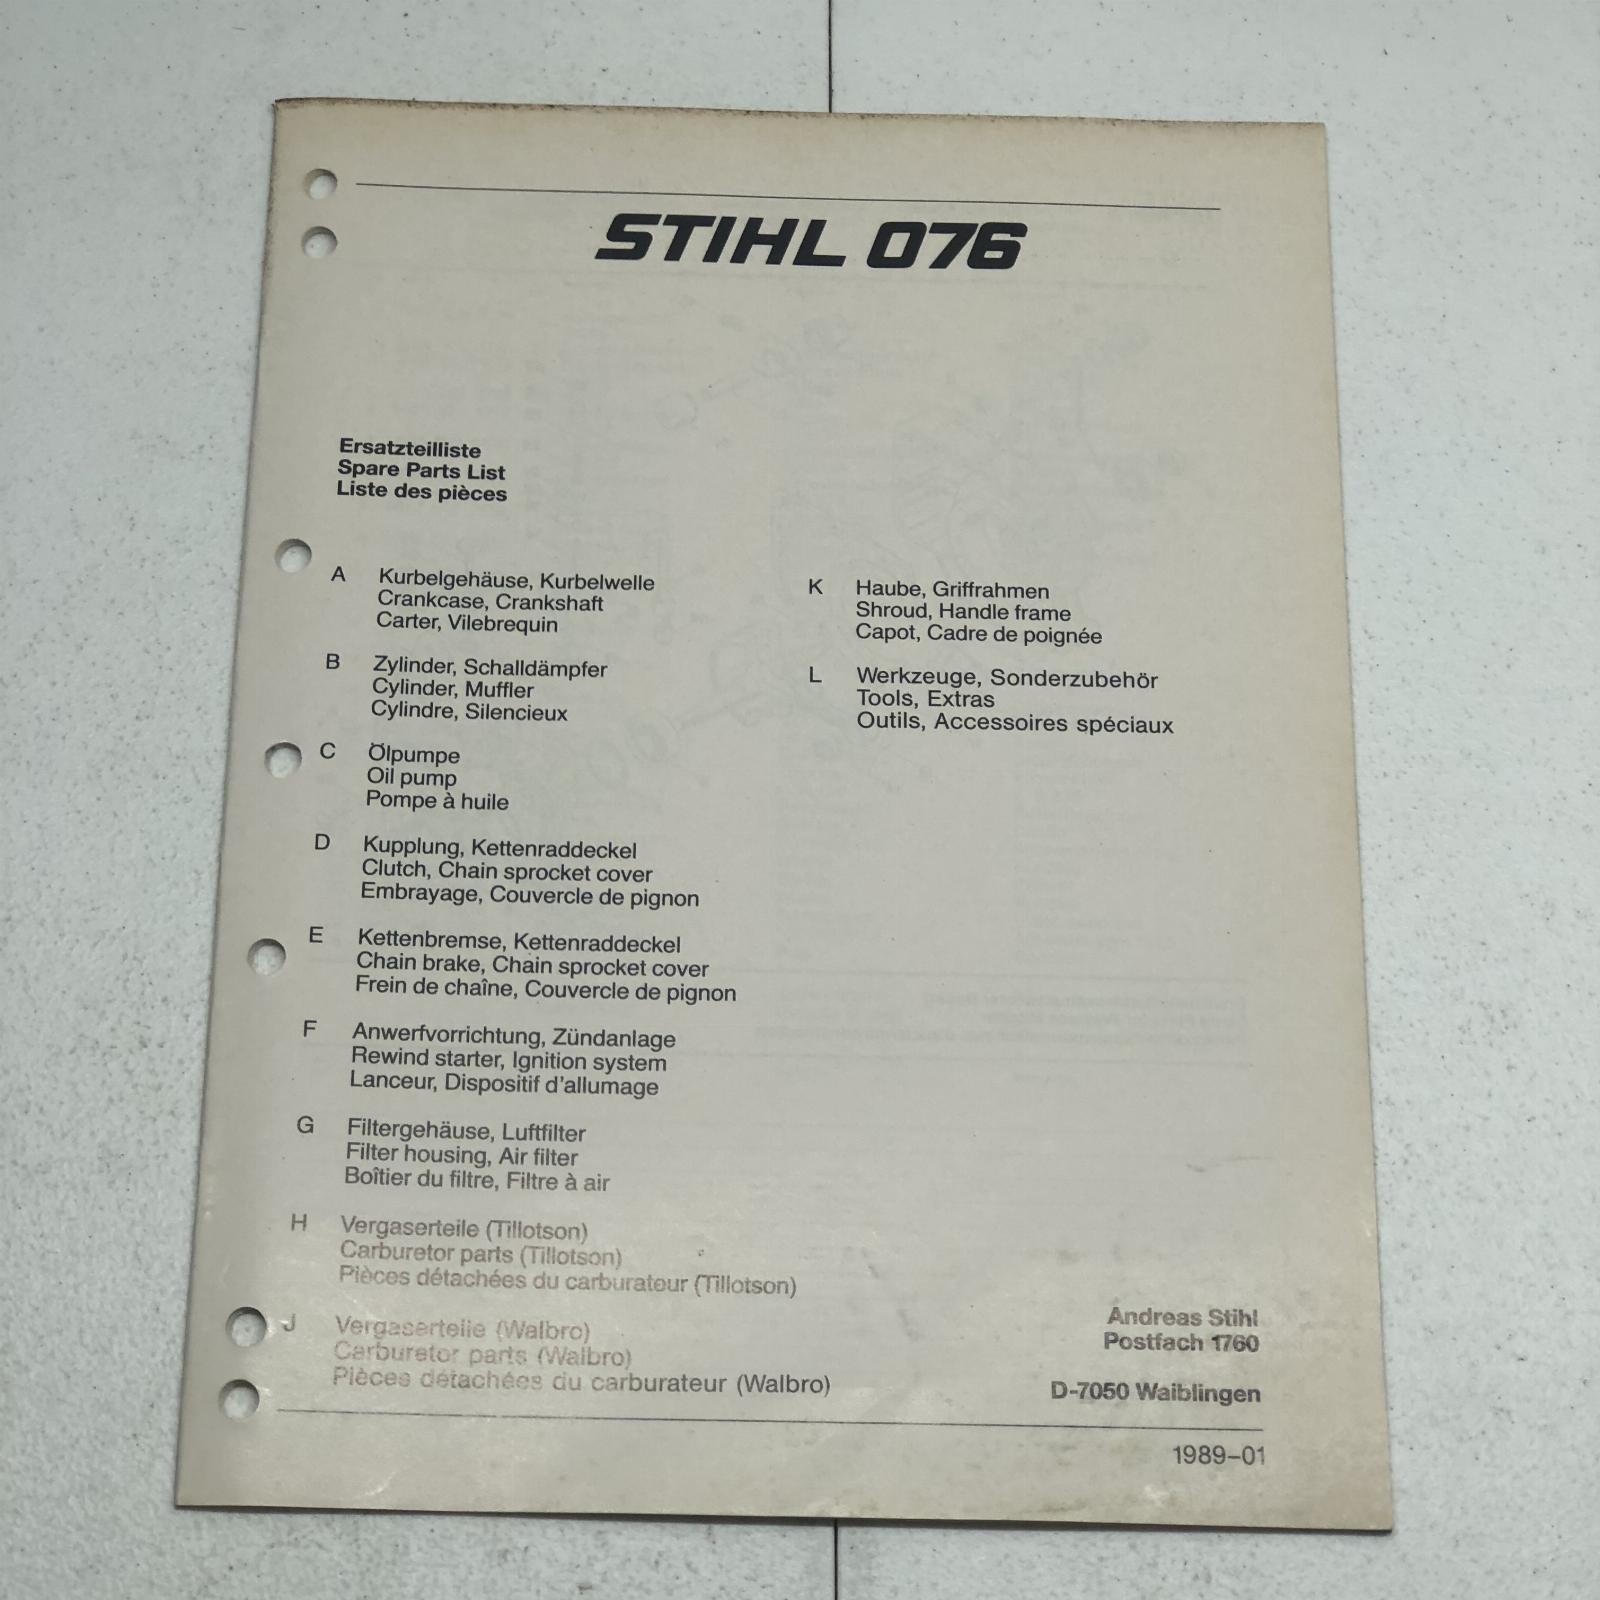 STIHL 076
Ersatzteilliste
Spare Parts List
Liste des pièces
A
Kurbelgehäuse, Kurbelwelle
Crankcase, Crankshaft
Carter, Vilebrequin
B
Zylinder, Schalldämpfer
Cylinder, Muffler
Cylindre, Silencieux
C
Ölpumpe
Oil pump
Pompe à huile
D
Kupplung, Kettenraddeckel
Clutch, Chain sprocket cover
Embrayage, Couvercle de pignon
E
Kettenbremse, Kettenraddeckel
Chain brake, Chain sprocket cover
Frein de chaîne, Couvercle de pignon
F
Anwerfvorrichtung, Zündanlage
Rewind starter, Ignition system
Lanceur, Dispositif d'allumage
G
Filtergehäuse, Luftfilter
Filter housing, Air filter
Boîtier du filtre, Filtre à air
H
Vergaserteile (Tillotson)
Carburetor parts (Tillotson)
Pièces détachées du carburateur (Tillotson)
J
Vergaserteile (Walbro)
Carburetor parts (Walbro)
Pièces détachées du carburateur (Walbro)
K
Haube, Griffrahmen
Shroud, Handle frame
Capot, Cadre de poignée
L
Werkzeuge, Sonderzubehör
Tools, Extras
Outils, Accessoires spéciaux
Andreas Stihl
Postfach 1760
D-7050 Waiblingen
1989–01